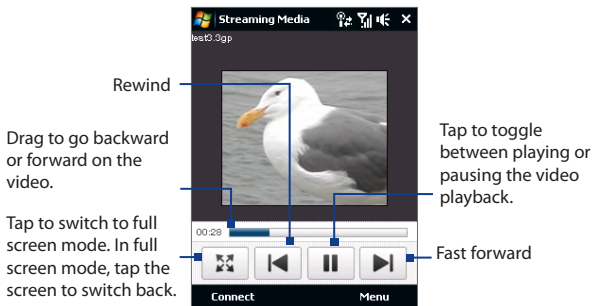 Streaming Media
test3.3gp
Rewind
Drag to go backward
or forward on the
video.
Tap to toggle
between playing or
pausing the video
playback.
00:28
Tap to switch to full
screen mode. In full
screen mode, tap the
screen to switch back.
Fast forward
Connect
Menu